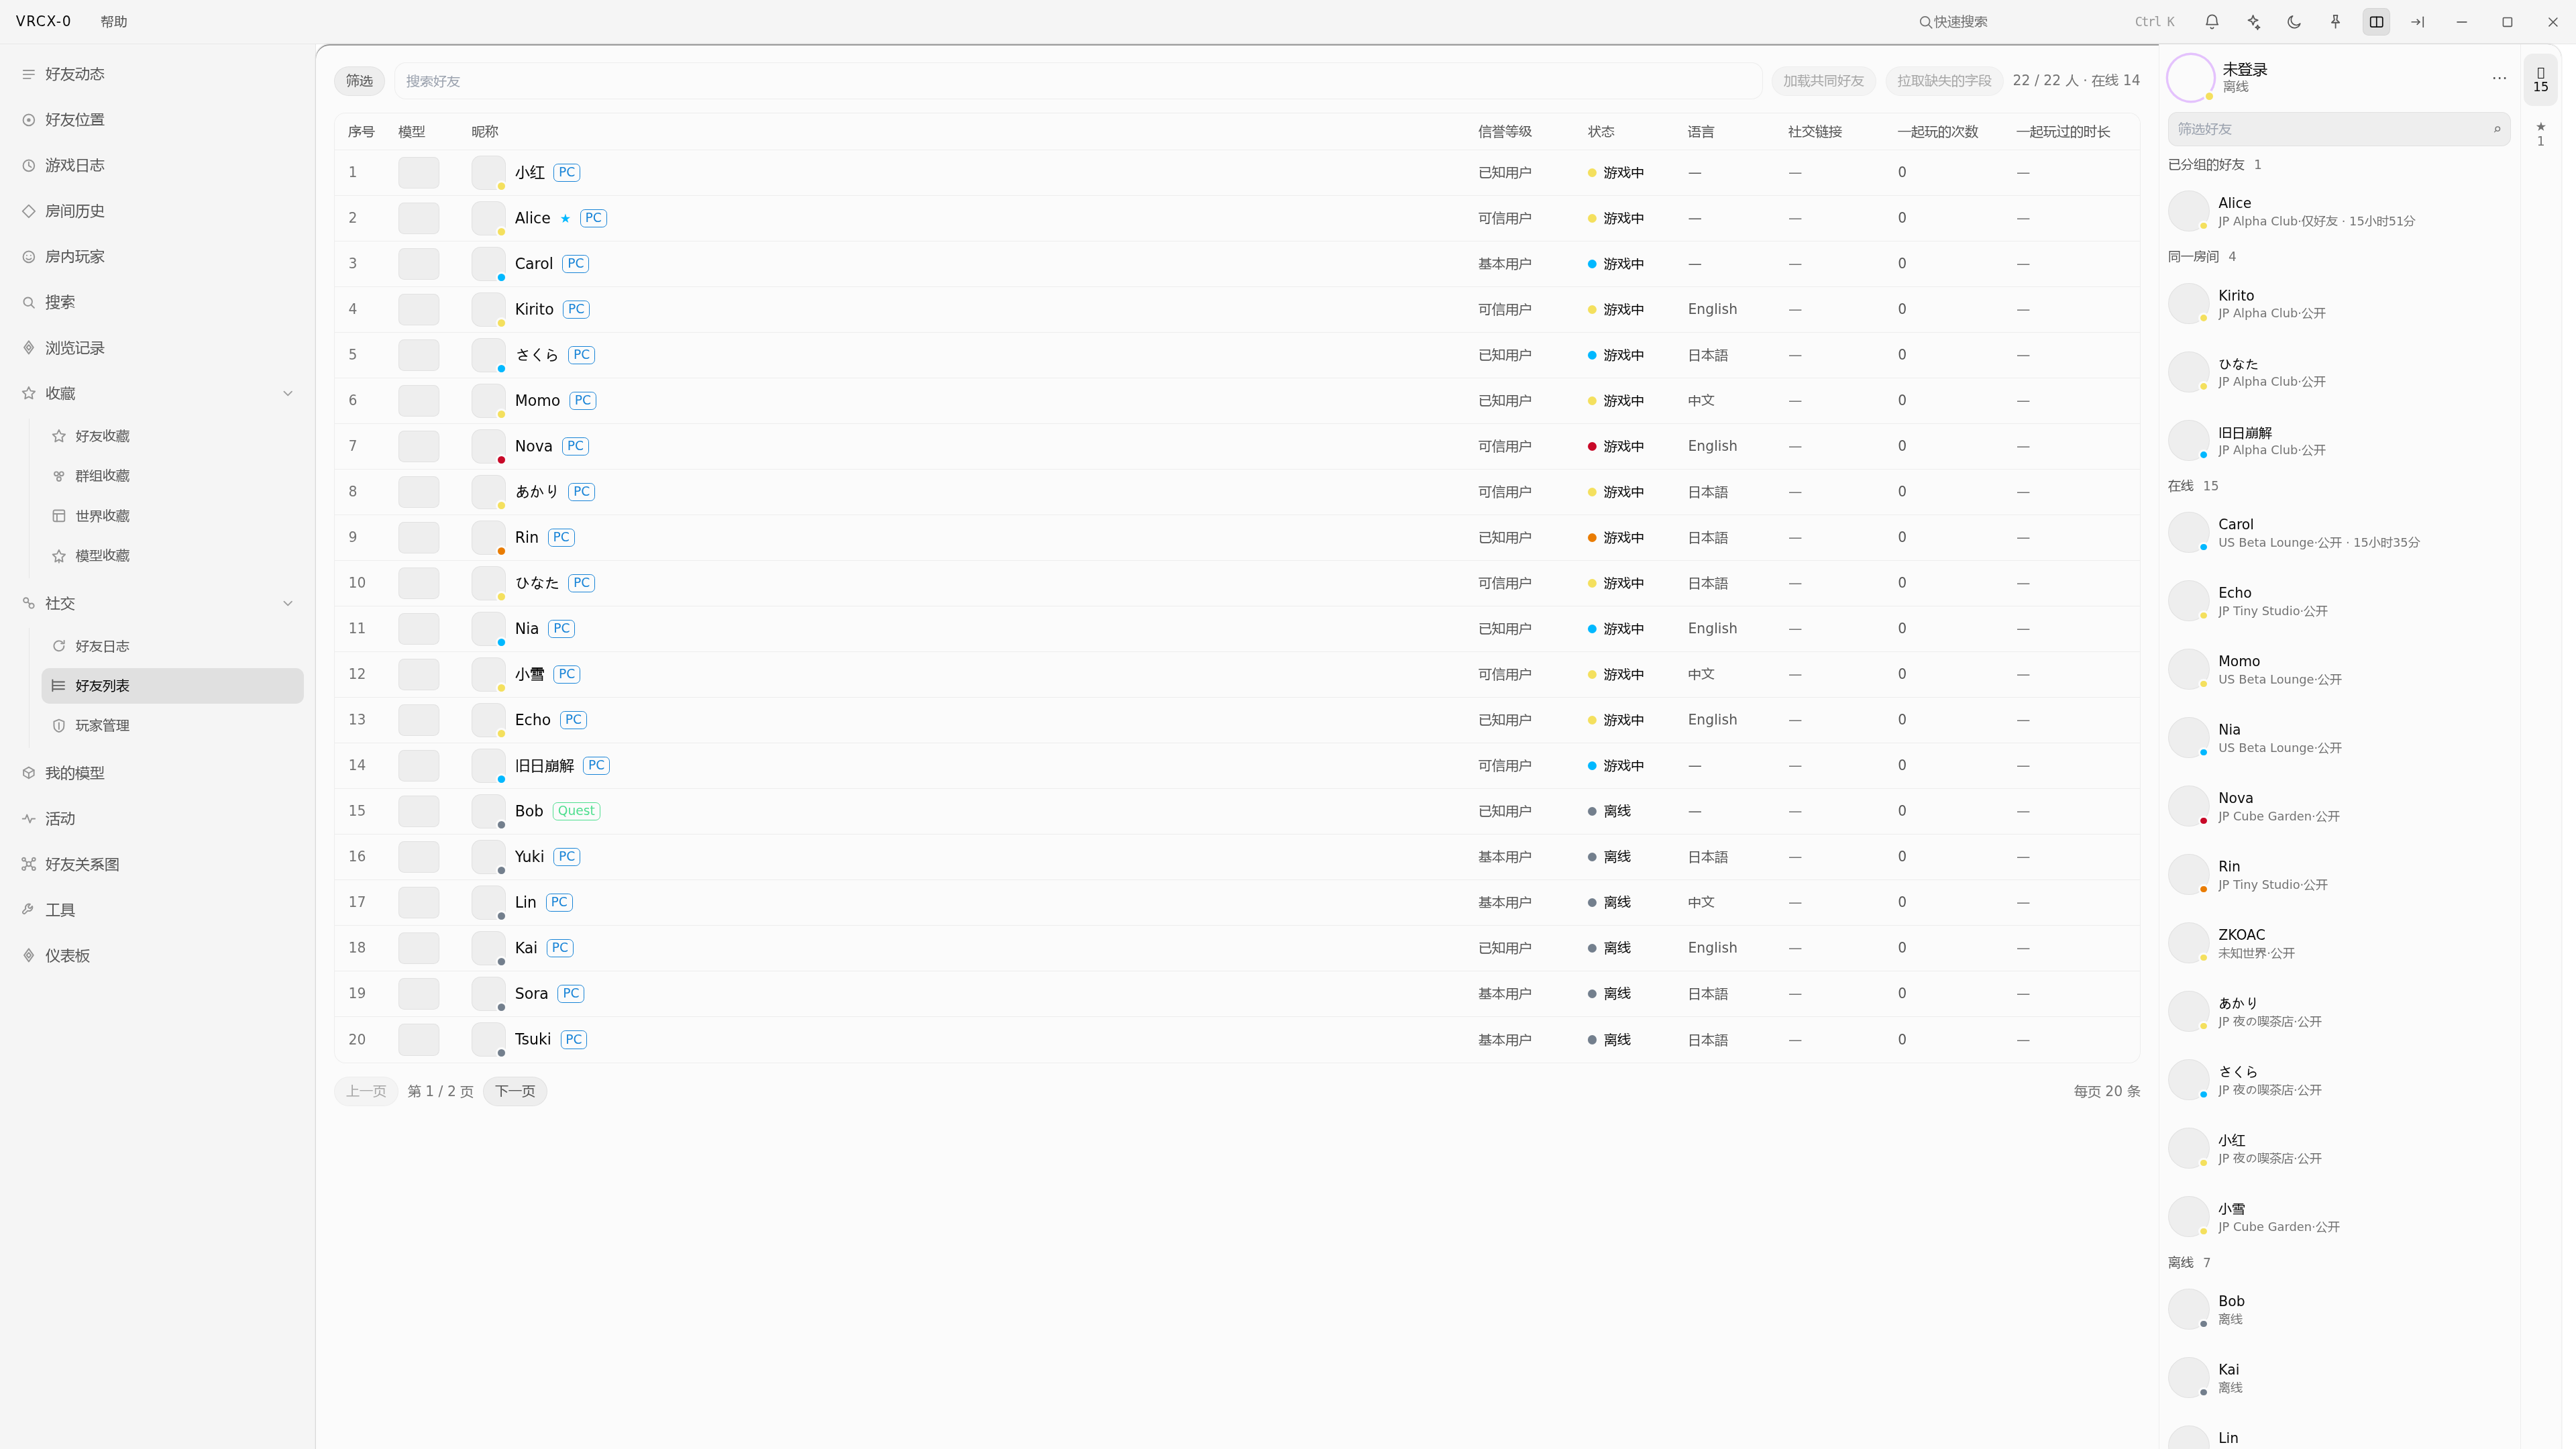 VRCX-0 帮助 快速搜索 Ctrl K
好友动态
好友位置
游戏日志
房间历史
房内玩家
搜索
浏览记录
收藏
好友收藏
群组收藏
世界收藏
模型收藏
社交
好友日志
好友列表
玩家管理
我的模型
活动
好友关系图
工具
仪表板
筛选 搜索好友 加载共同好友 拉取缺失的字段 22 / 22 人 · 在线 14
序号 模型 昵称 信誉等级 状态 语言 社交链接 一起玩的次数 一起玩过的时长
1 小红 PC 已知用户 游戏中 — — 0 —
2 Alice ★ PC 可信用户 游戏中 — — 0 —
3 Carol PC 基本用户 游戏中 — — 0 —
4 Kirito PC 可信用户 游戏中 English — 0 —
5 さくら PC 已知用户 游戏中 日本語 — 0 —
6 Momo PC 已知用户 游戏中 中文 — 0 —
7 Nova PC 可信用户 游戏中 English — 0 —
8 あかり PC 可信用户 游戏中 日本語 — 0 —
9 Rin PC 已知用户 游戏中 日本語 — 0 —
10 ひなた PC 可信用户 游戏中 日本語 — 0 —
11 Nia PC 已知用户 游戏中 English — 0 —
12 小雪 PC 可信用户 游戏中 中文 — 0 —
13 Echo PC 已知用户 游戏中 English — 0 —
14 旧日崩解 PC 可信用户 游戏中 — — 0 —
15 Bob Quest 已知用户 离线 — — 0 —
16 Yuki PC 基本用户 离线 日本語 — 0 —
17 Lin PC 基本用户 离线 中文 — 0 —
18 Kai PC 已知用户 离线 English — 0 —
19 Sora PC 基本用户 离线 日本語 — 0 —
20 Tsuki PC 基本用户 离线 日本語 — 0 —
上一页 第 1 / 2 页 下一页 每页 20 条
未登录
离线
筛选好友
已分组的好友 1
Alice
JP Alpha Club·仅好友 · 15小时51分
同一房间 4
Kirito
JP Alpha Club·公开
ひなた
JP Alpha Club·公开
旧日崩解
JP Alpha Club·公开
在线 15
Carol
US Beta Lounge·公开 · 15小时35分
Echo
JP Tiny Studio·公开
Momo
US Beta Lounge·公开
Nia
US Beta Lounge·公开
Nova
JP Cube Garden·公开
Rin
JP Tiny Studio·公开
ZKOAC
未知世界·公开
あかり
JP 夜の喫茶店·公开
さくら
JP 夜の喫茶店·公开
小红
JP 夜の喫茶店·公开
小雪
JP Cube Garden·公开
离线 7
Bob
离线
Kai
离线
Lin
15
★
1